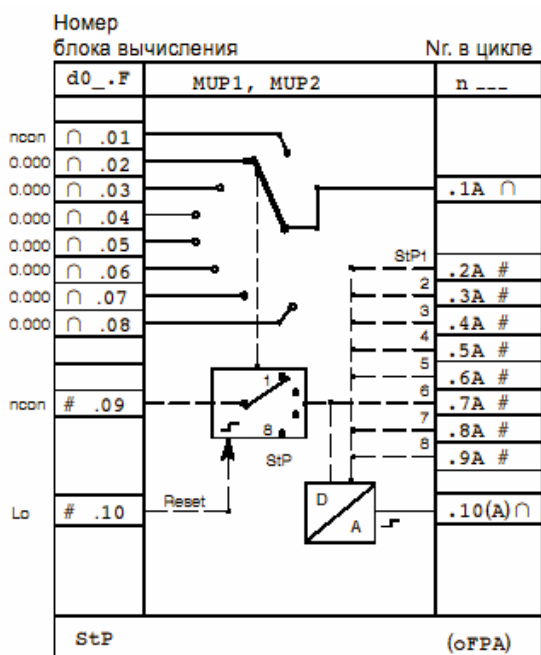 Номер
блока вычисления Nr. в цикле
d0_.F MUP1, MUP2 n ___
ncon ∩ .01
0.000 ∩ .02
0.000 ∩ .03 .1A ∩
0.000 ∩ .04
0.000 ∩ .05 StP1
0.000 ∩ .06 .2A #
0.000 ∩ .07 2 .3A #
0.000 ∩ .08 3 .4A #
4 .5A #
5 .6A #
ncon # .09 1 6 .7A #
8 7 .8A #
StP 8 .9A #
Lo # .10 Reset D A .10(A)∩
StP (oFPA)